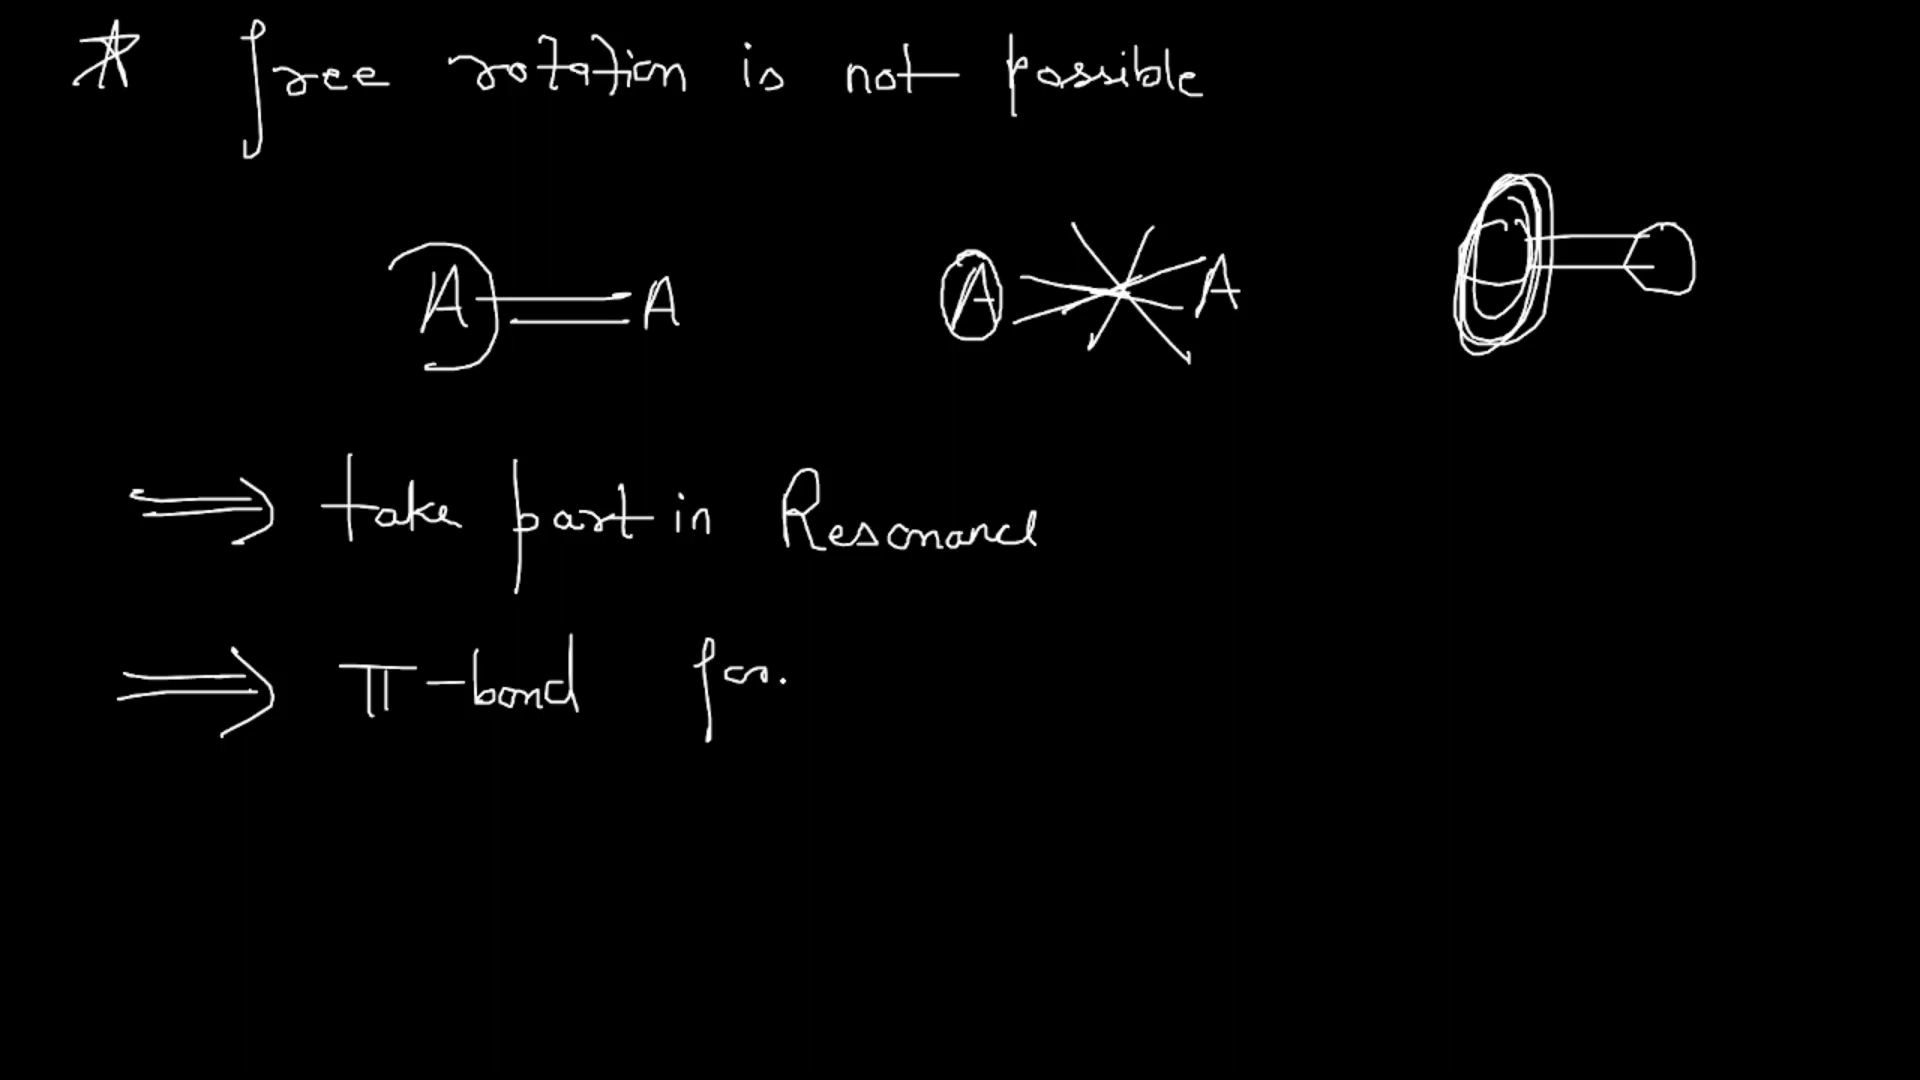 * free rotation is not possible
A = A A A
⇒ take part in Resonance
⇒ π-bond for.